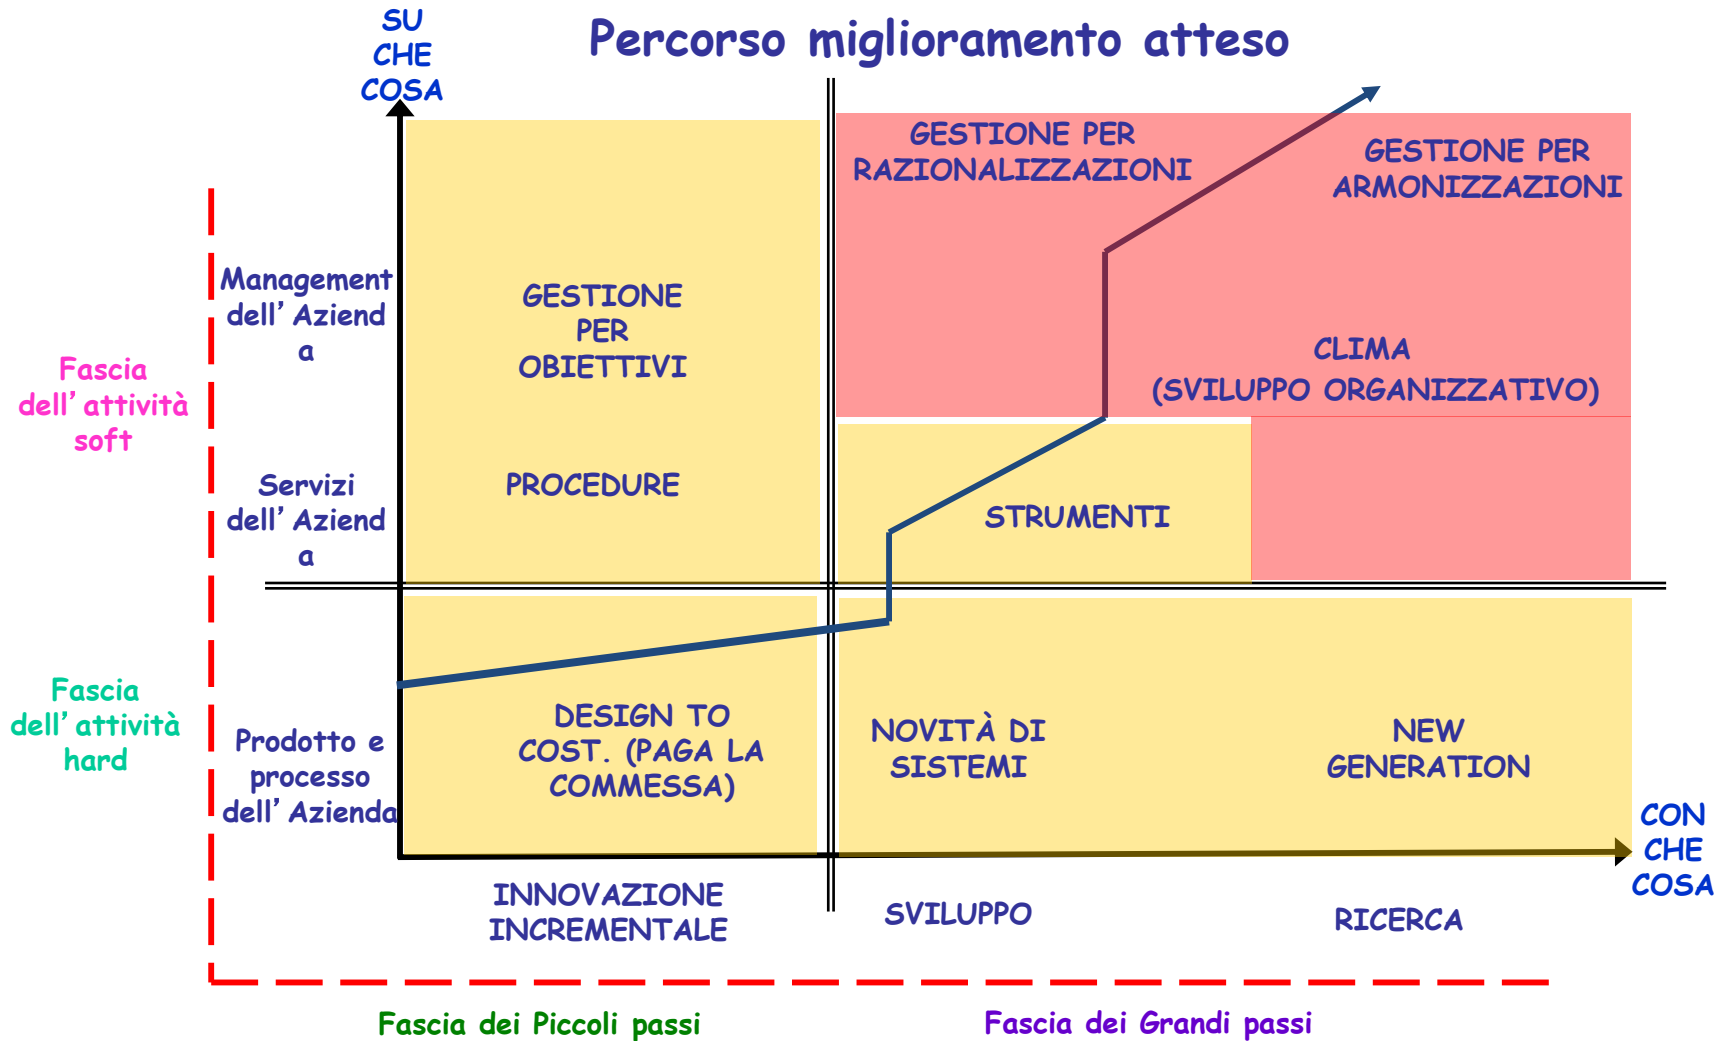 Percorso miglioramento atteso
SU
CHE
COSA
GESTIONE PER
RAZIONALIZZAZIONI
GESTIONE PER
ARMONIZZAZIONI
Management
dell’Aziend
a
GESTIONE
PER
OBIETTIVI
CLIMA
(SVILUPPO ORGANIZZATIVO)
Fascia
dell’attività
soft
Servizi
dell’Aziend
a
PROCEDURE
STRUMENTI
Fascia
dell’attività
hard
Prodotto e
processo
dell’Azienda
DESIGN TO
COST. (PAGA LA
COMMESSA)
NOVITÀ DI
SISTEMI
NEW
GENERATION
CON
CHE
COSA
INNOVAZIONE
INCREMENTALE
SVILUPPO
RICERCA
Fascia dei Piccoli passi
Fascia dei Grandi passi